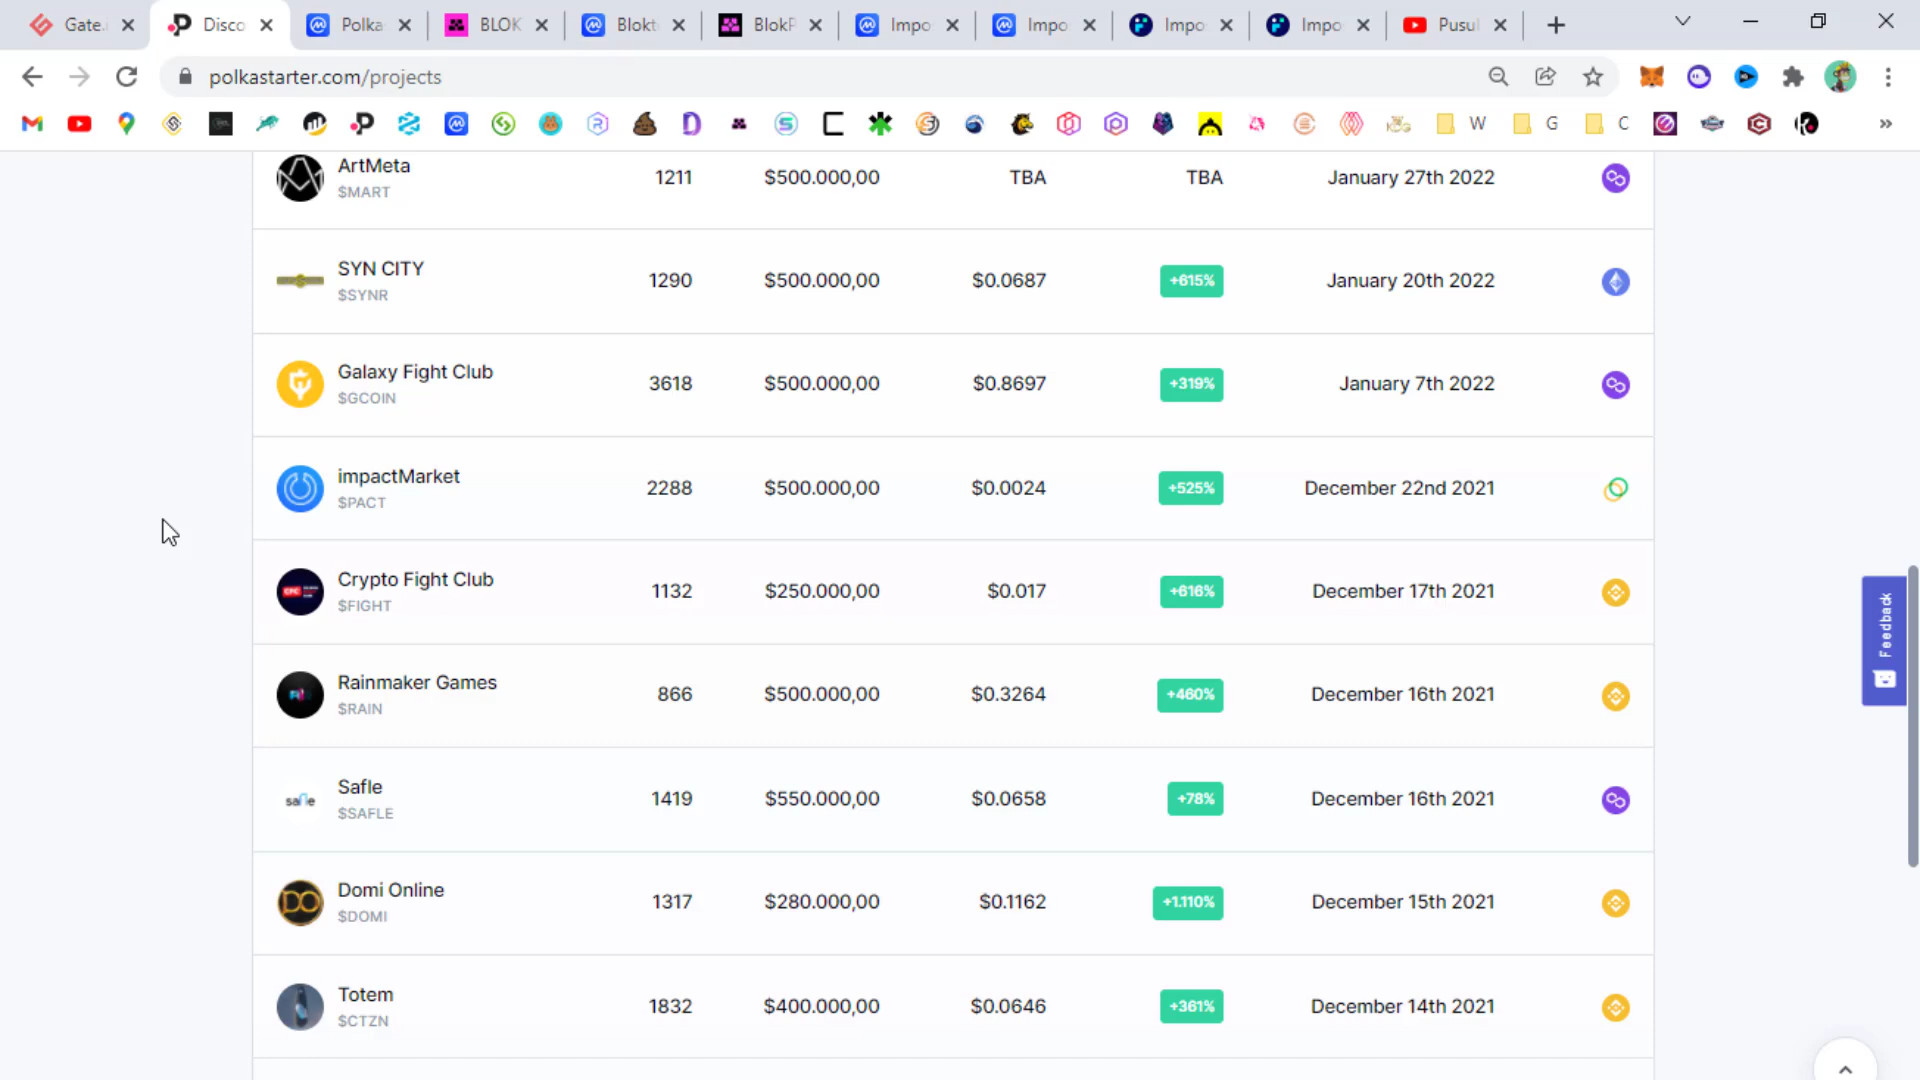 Gate.
Disco
Polka
BLOK
Blokt
BlokP
Impo
Impo
Impo
Impo
Pusul
polkastarter.com/projects
W
G
C
ArtMeta
$MART
1211
$500.000,00
TBA
TBA
January 27th 2022
SYN CITY
$SYNR
1290
$500.000,00
$0.0687
+615%
January 20th 2022
Galaxy Fight Club
$GCOIN
3618
$500.000,00
$0.8697
+319%
January 7th 2022
impactMarket
$PACT
2288
$500.000,00
$0.0024
+525%
December 22nd 2021
Crypto Fight Club
$FIGHT
1132
$250.000,00
$0.017
+616%
December 17th 2021
Rainmaker Games
$RAIN
866
$500.000,00
$0.3264
+460%
December 16th 2021
Safle
$SAFLE
1419
$550.000,00
$0.0658
+78%
December 16th 2021
Domi Online
$DOMI
1317
$280.000,00
$0.1162
+1.110%
December 15th 2021
Totem
$CTZN
1832
$400.000,00
$0.0646
+361%
December 14th 2021
Feedback